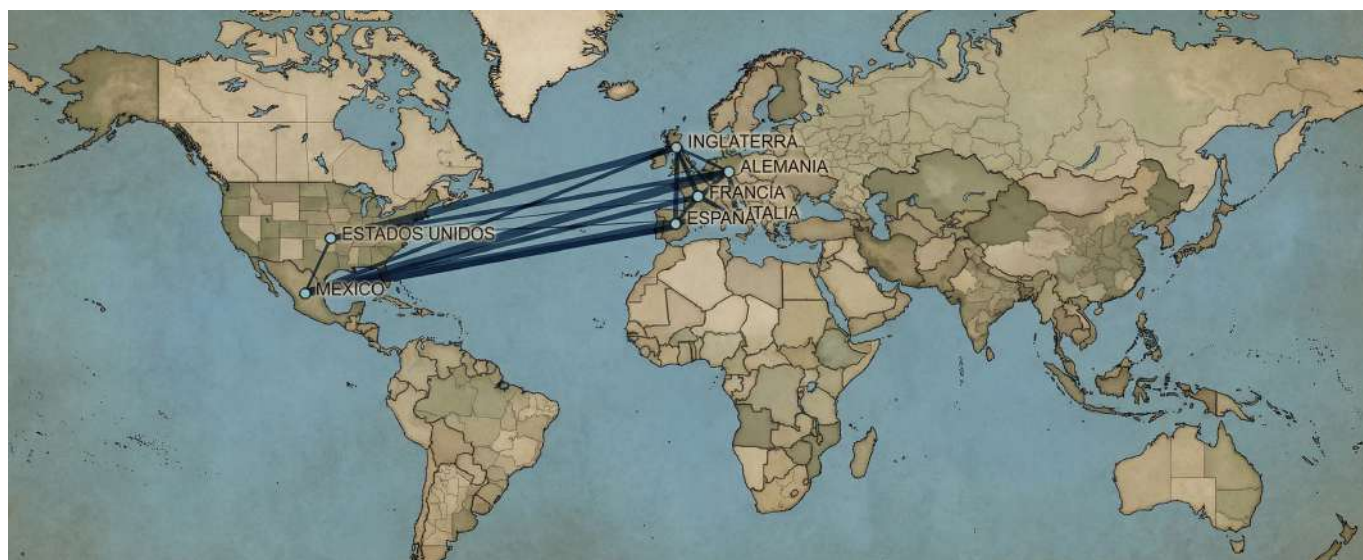 INGLATERRA
ALEMANIA
FRANCIA
ITALIA
ESPAÑA
ESTADOS UNIDOS
MEXICO